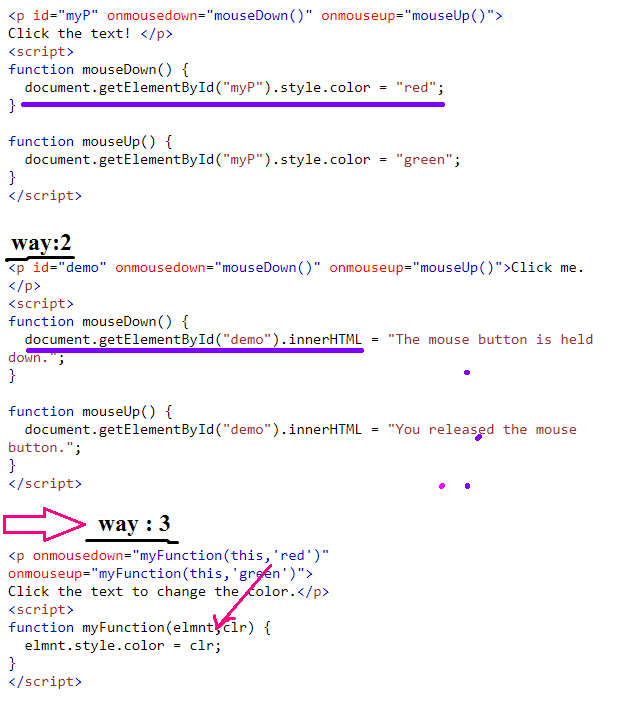 <p id="myP" onmousedown="mouseDown()" onmouseup="mouseUp()">
Click the text! </p>
<script>
function mouseDown() {
  document.getElementById("myP").style.color = "red";
}
function mouseUp() {
  document.getElementById("myP").style.color = "green";
}
</script>
way:2
<p id="demo" onmousedown="mouseDown()" onmouseup="mouseUp()">Click me.
</p>
<script>
function mouseDown() {
  document.getElementById("demo").innerHTML = "The mouse button is held
down.";
}
function mouseUp() {
  document.getElementById("demo").innerHTML = "You released the mouse
button.";
}
</script>
way : 3
<p onmousedown="myFunction(this,'red')"
onmouseup="myFunction(this,'green')">
Click the text to change the color.</p>
<script>
function myFunction(elmnt,clr) {
  elmnt.style.color = clr;
}
</script>